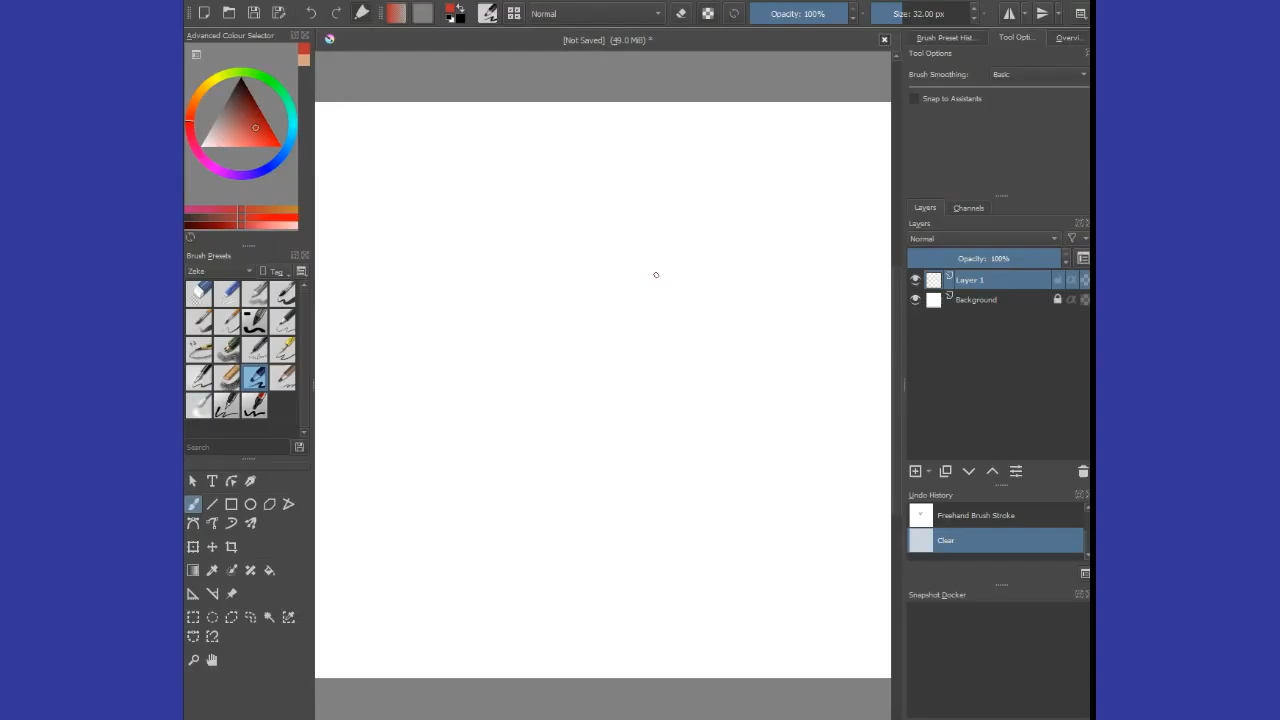 Normal
Opacity: 100%
Size: 32.00 px
Advanced Colour Selector
[Not Saved] (49.0 MiB) *
Brush Preset Hist...
Tool Opti...
Overvi...
Tool Options
Brush Smoothing:
Basic
Snap to Assistants
Layers
Channels
Layers
Normal
Opacity: 100%
Layer 1
Background
Brush Presets
Zeke
Tag
Search
Undo History
Freehand Brush Stroke
Clear
Snapshot Docker